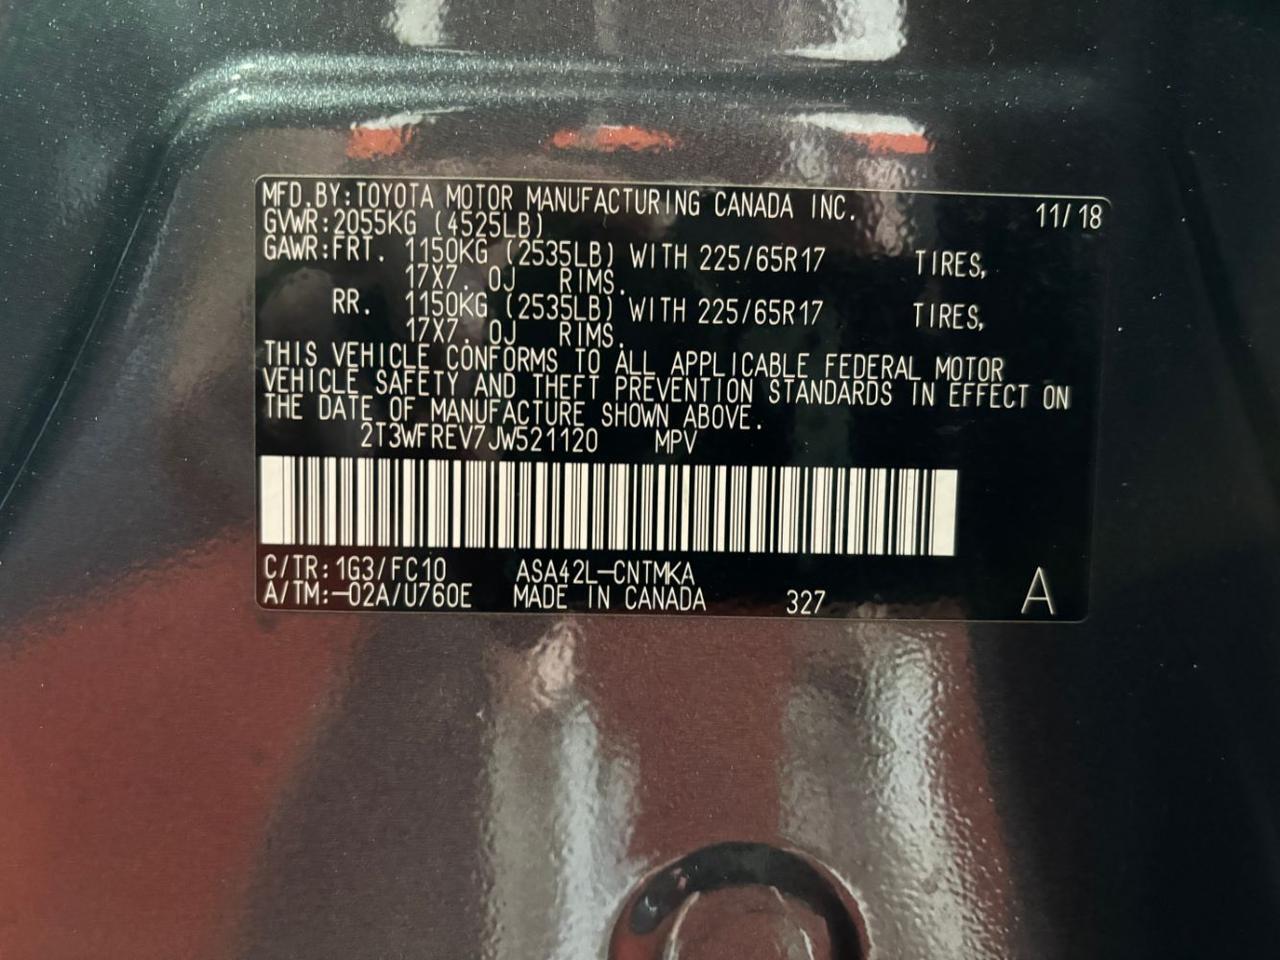 MFD.BY:TOYOTA MOTOR MANUFACTURING CANADA INC. 11/18
GVWR:2055KG (4525LB)
GAWR:FRT. 1150KG (2535LB) WITH 225/65R17 TIRES,
17X7. 0J RIMS.
RR. 1150KG (2535LB) WITH 225/65R17 TIRES,
17X7. 0J RIMS.
THIS VEHICLE CONFORMS TO ALL APPLICABLE FEDERAL MOTOR
VEHICLE SAFETY AND THEFT PREVENTION STANDARDS IN EFFECT ON
THE DATE OF MANUFACTURE SHOWN ABOVE.
2T3WFREV7JW521120 MPV
C/TR:1G3/FC10 ASA42L-CNTMKA
A/TM:-02A/U760E MADE IN CANADA 327 A